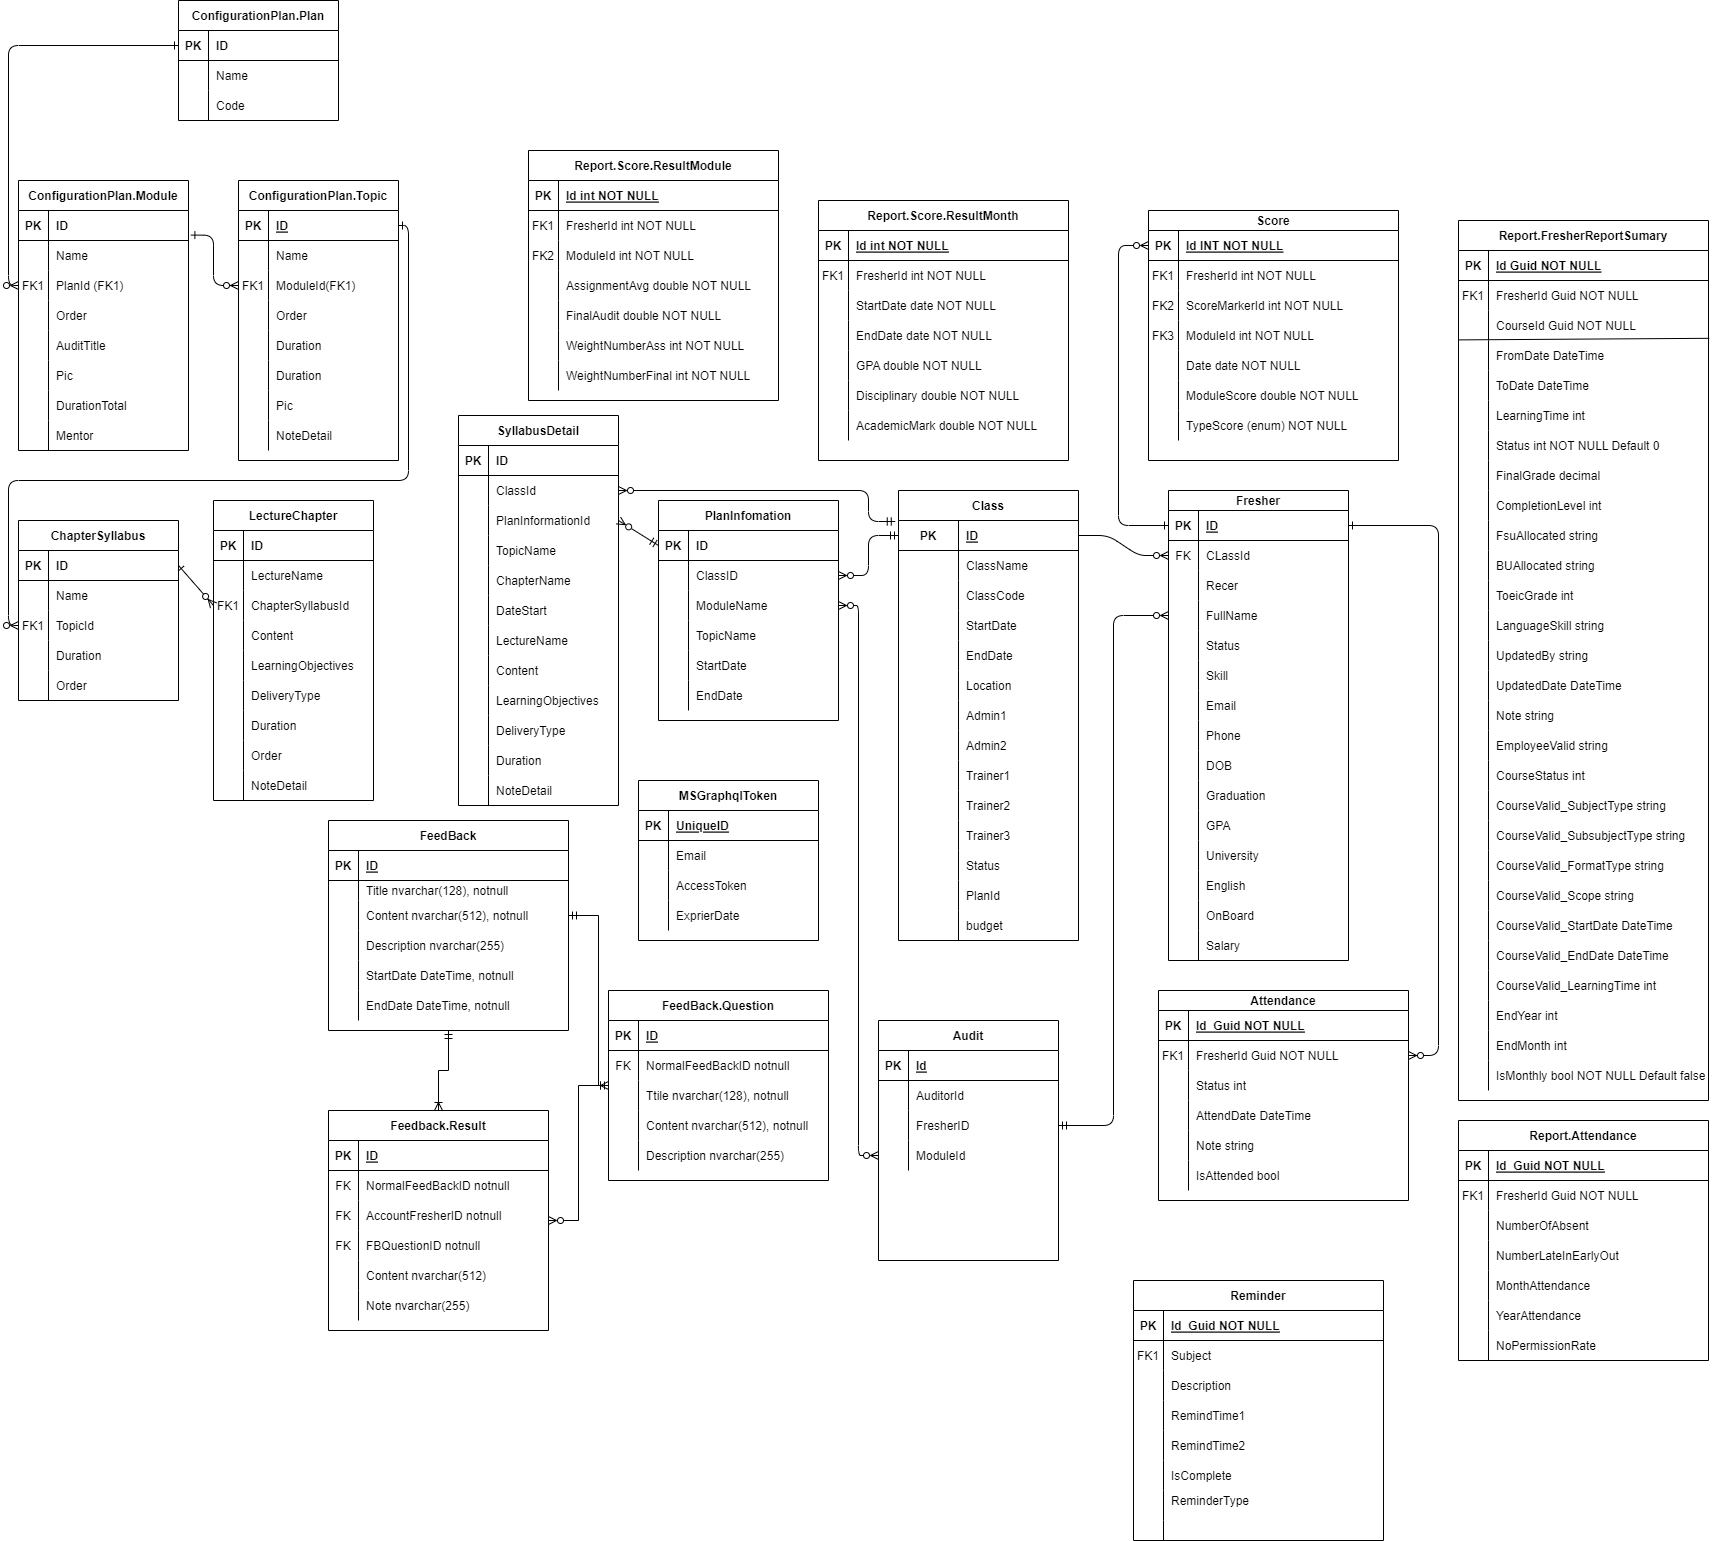 ConfigurationPlan.Plan
PK ID
Name
Code
ConfigurationPlan.Module
PK ID
Name
FK1 PlanId (FK1)
Order
AuditTitle
Pic
DurationTotal
Mentor
ConfigurationPlan.Topic
PK ID
Name
FK1 ModuleId(FK1)
Order
Duration
Duration
Pic
NoteDetail
Report.Score.ResultModule
PK Id int NOT NULL
FK1 FresherId int NOT NULL
FK2 ModuleId int NOT NULL
AssignmentAvg double NOT NULL
FinalAudit double NOT NULL
WeightNumberAss int NOT NULL
WeightNumberFinal int NOT NULL
Report.Score.ResultMonth
PK Id int NOT NULL
FK1 FresherId int NOT NULL
StartDate date NOT NULL
EndDate date NOT NULL
GPA double NOT NULL
Disciplinary double NOT NULL
AcademicMark double NOT NULL
Score
PK Id INT NOT NULL
FK1 FresherId int NOT NULL
FK2 ScoreMarkerId int NOT NULL
FK3 ModuleId int NOT NULL
Date date NOT NULL
ModuleScore double NOT NULL
TypeScore (enum) NOT NULL
Report.FresherReportSumary
PK Id Guid NOT NULL
FK1 FresherId Guid NOT NULL
CourseId Guid NOT NULL
FromDate DateTime
ToDate DateTime
LearningTime int
Status int NOT NULL Default 0
FinalGrade decimal
CompletionLevel int
FsuAllocated string
BUAllocated string
ToeicGrade int
LanguageSkill string
UpdatedBy string
UpdatedDate DateTime
Note string
EmployeeValid string
CourseStatus int
CourseValid_SubjectType string
CourseValid_SubsubjectType string
CourseValid_FormatType string
CourseValid_Scope string
CourseValid_StartDate DateTime
CourseValid_EndDate DateTime
CourseValid_LearningTime int
EndYear int
EndMonth int
IsMonthly bool NOT NULL Default false
ChapterSyllabus
PK ID
Name
FK1 TopicId
Duration
Order
LectureChapter
PK ID
LectureName
FK1 ChapterSyllabusId
Content
LearningObjectives
DeliveryType
Duration
Order
NoteDetail
SyllabusDetail
PK ID
ClassId
PlanInformationId
TopicName
ChapterName
DateStart
LectureName
Content
LearningObjectives
DeliveryType
Duration
NoteDetail
PlanInfomation
PK ID
ClassID
ModuleName
TopicName
StartDate
EndDate
Class
PK ID
ClassName
ClassCode
StartDate
EndDate
Location
Admin1
Admin2
Trainer1
Trainer2
Trainer3
Status
PlanId
budget
Fresher
PK ID
FK CLassId
Recer
FullName
Status
Skill
Email
Phone
DOB
Graduation
GPA
University
English
OnBoard
Salary
MSGraphqlToken
PK UniqueID
Email
AccessToken
ExprierDate
FeedBack
PK ID
Title nvarchar(128), notnull
Content nvarchar(512), notnull
Description nvarchar(255)
StartDate DateTime, notnull
EndDate DateTime, notnull
FeedBack.Question
PK ID
FK NormalFeedBackID notnull
Ttile nvarchar(128), notnull
Content nvarchar(512), notnull
Description nvarchar(255)
Feedback.Result
PK ID
FK NormalFeedBackID notnull
FK AccountFresherID notnull
FK FBQuestionID notnull
Content nvarchar(512)
Note nvarchar(255)
Audit
PK Id
AuditorId
FresherID
ModuleId
Attendance
PK Id Guid NOT NULL
FK1 FresherId Guid NOT NULL
Status int
AttendDate DateTime
Note string
IsAttended bool
Report.Attendance
PK Id Guid NOT NULL
FK1 FresherId Guid NOT NULL
NumberOfAbsent
NumberLateInEarlyOut
MonthAttendance
YearAttendance
NoPermissionRate
Reminder
PK Id Guid NOT NULL
FK1 Subject
Description
RemindTime1
RemindTime2
IsComplete
ReminderType